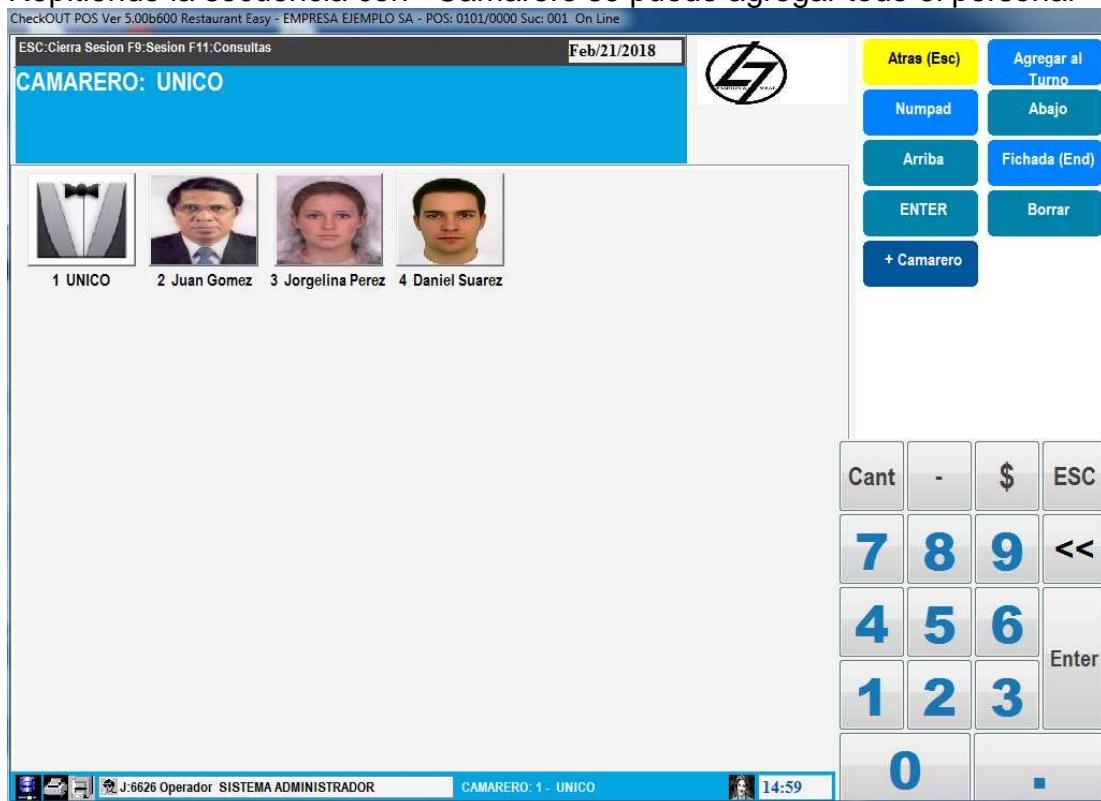 Repitiendo la secuencia con + Camarero se puede agregar todo el personal
CheckOUT POS Ver 5.00b600 Restaurant Easy - EMPRESA EJEMPLO SA - POS: 0101/0000 Suc: 001 On Line
ESC:Cierra Sesion F9:Sesion F11:Consultas
Feb/21/2018
CAMARERO: UNICO
Atras (Esc)
Agregar al
Turno
Numpad
Abajo
Arriba
Fichada (End)
ENTER
Borrar
+ Camarero
1 UNICO
2 Juan Gomez
3 Jorgelina Perez
4 Daniel Suarez
Cant - $ ESC
7 8 9 <<
4 5 6
Enter
1 2 3
0 .
J:6626 Operador SISTEMA ADMINISTRADOR
CAMARERO: 1 - UNICO
14:59